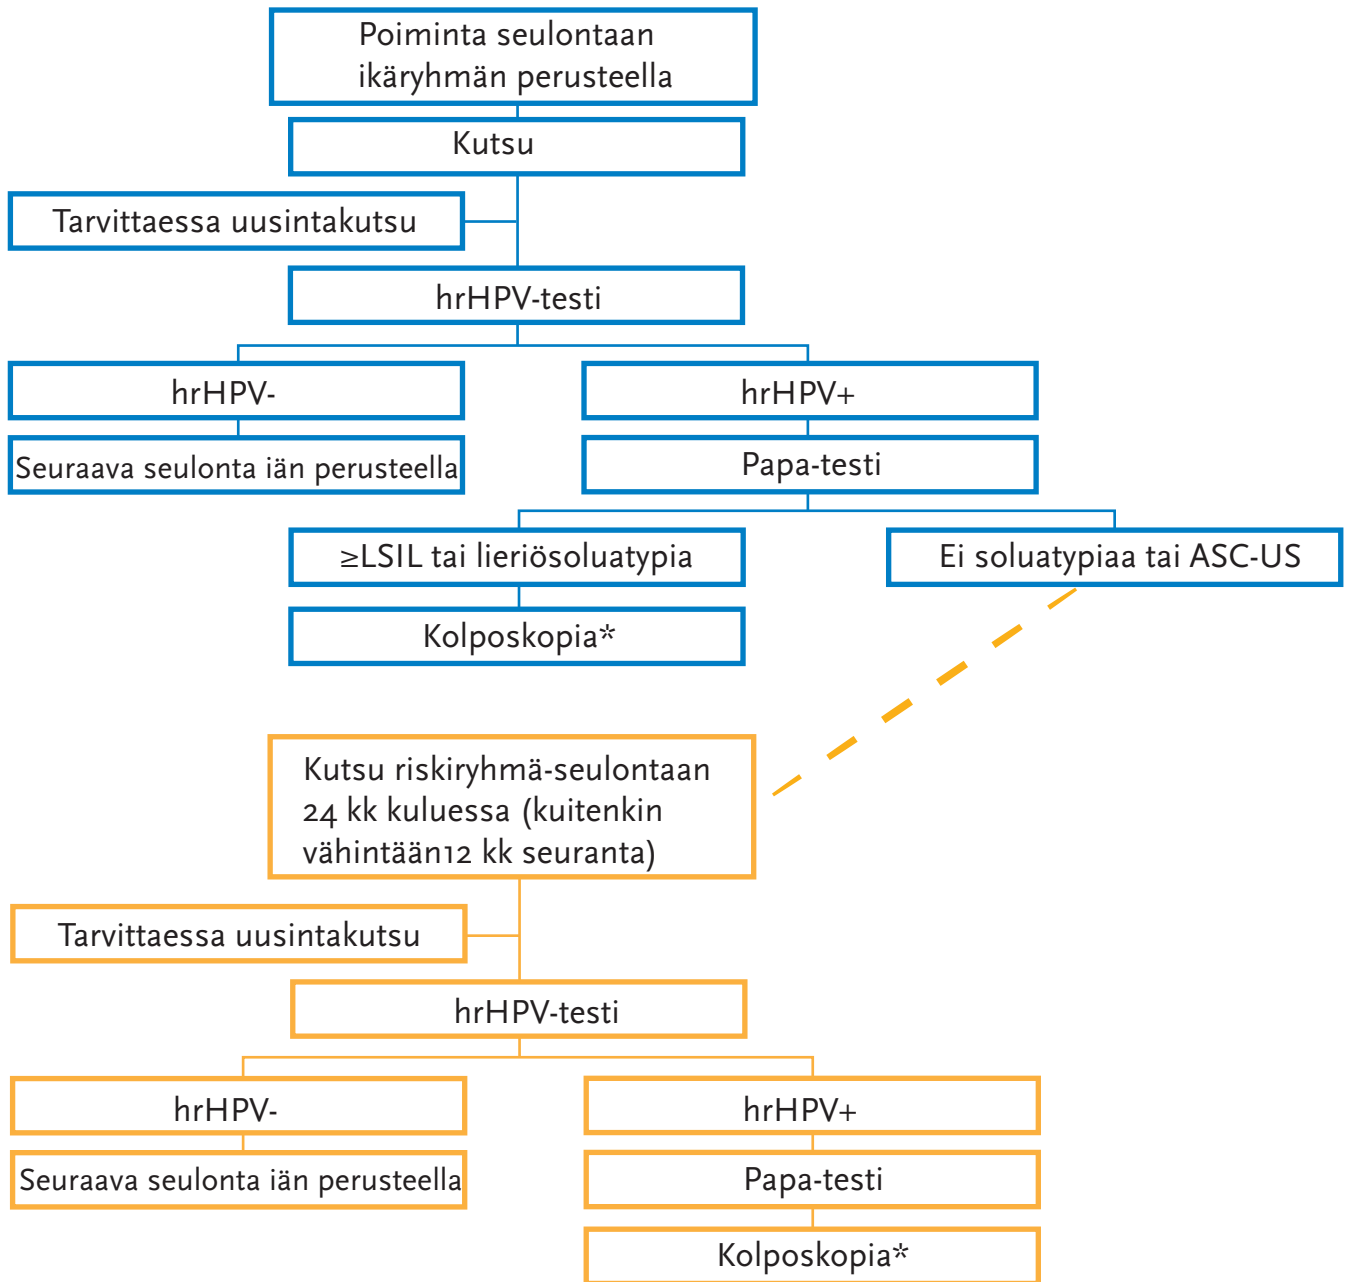 Poiminta seulontaan
ikäryhmän perusteella
Kutsu
Tarvittaessa uusintakutsu
hrHPV-testi
hrHPV-
hrHPV+
Seuraava seulonta iän perusteella
Papa-testi
≥LSIL tai lieriösoluatypia
Ei soluatypiaa tai ASC-US
Kolposkopia*
Kutsu riskiryhmä-seulontaan
24 kk kuluessa (kuitenkin
vähintään12 kk seuranta)
Tarvittaessa uusintakutsu
hrHPV-testi
hrHPV-
hrHPV+
Seuraava seulonta iän perusteella
Papa-testi
Kolposkopia*